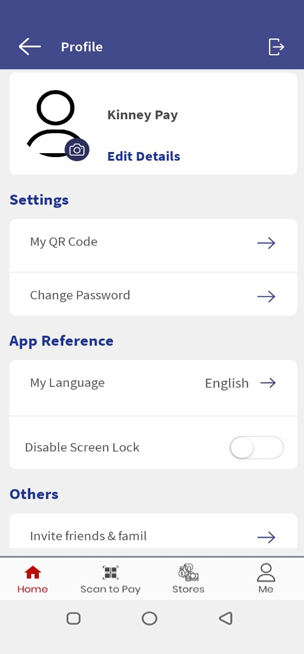 Profile
Kinney Pay
Edit Details
Settings
My QR Code
Change Password
App Reference
My Language English
Disable Screen Lock
Others
Invite friends & famil
Home Scan to Pay Stores Me